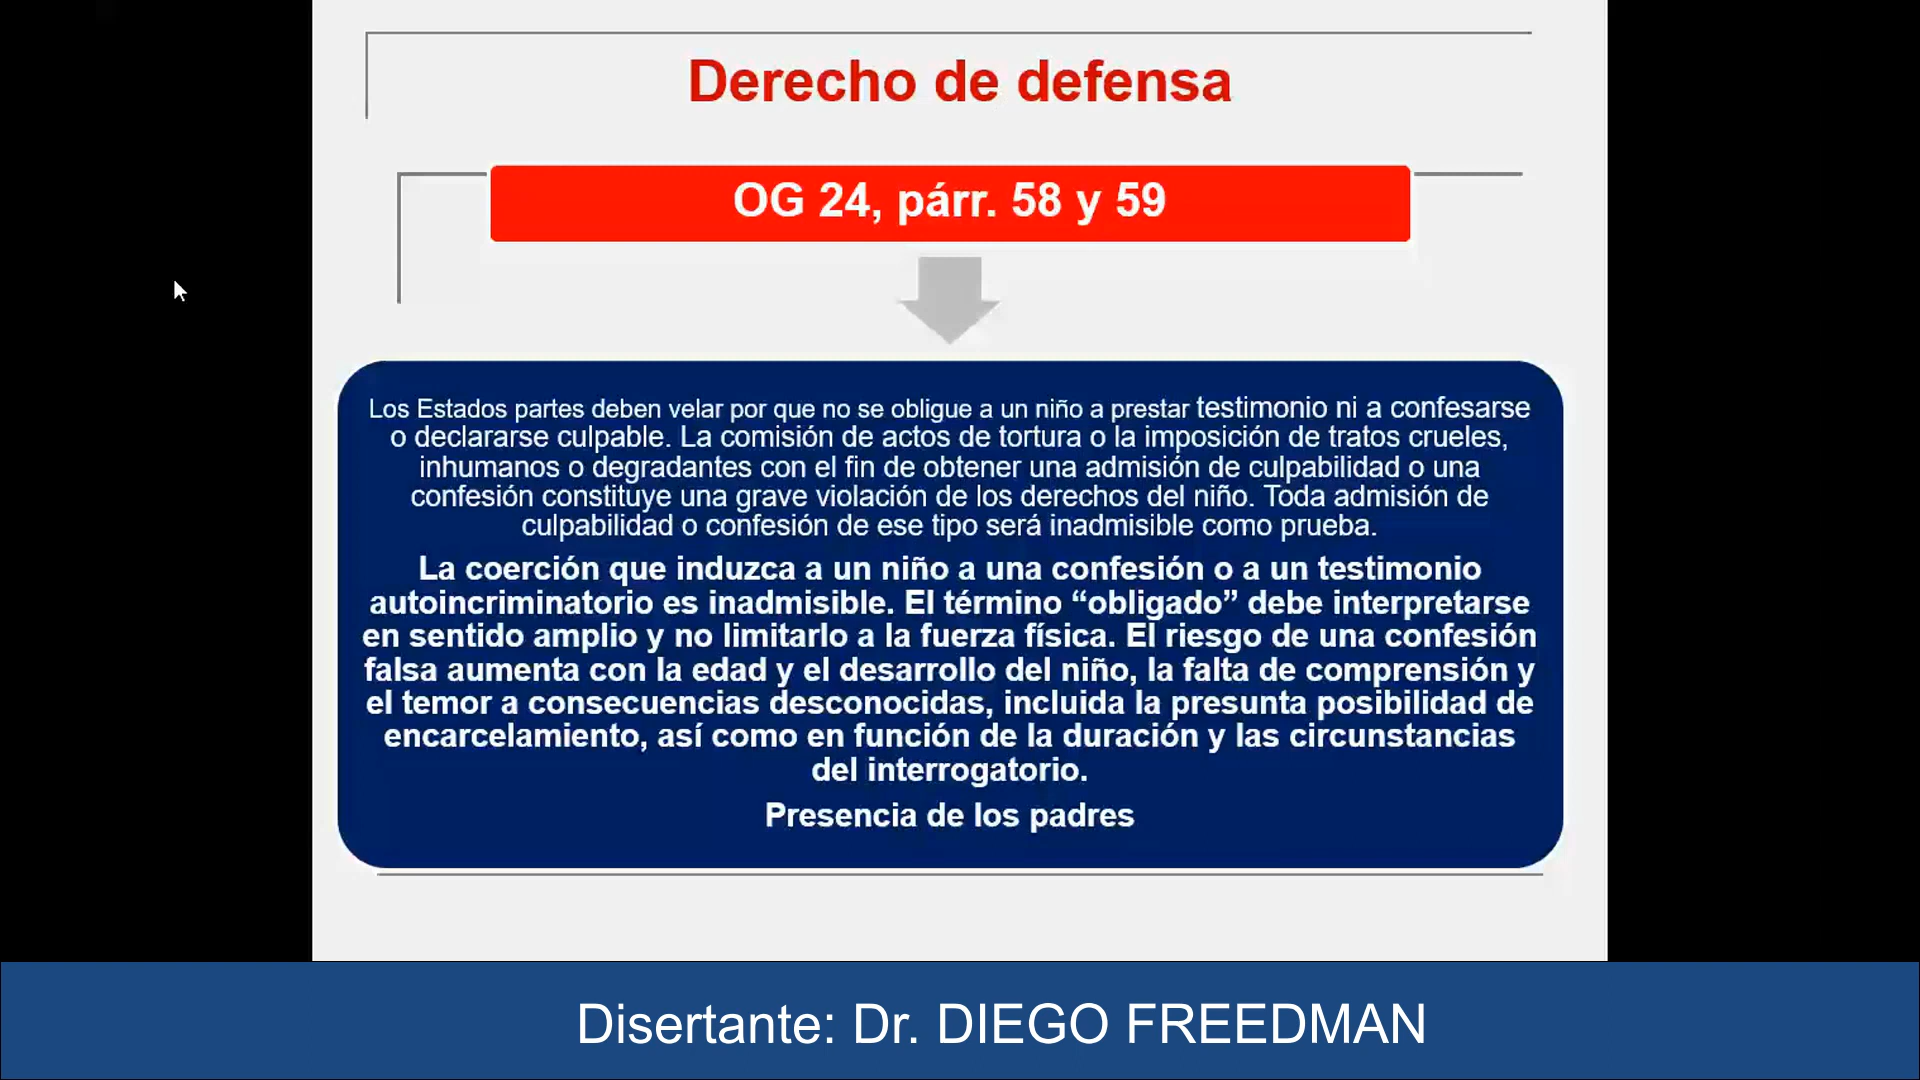 Derecho de defensa
OG 24, párr. 58 y 59
Los Estados partes deben velar por que no se obligue a un niño a prestar testimonio ni a confesarse
o declararse culpable. La comisión de actos de tortura o la imposición de tratos crueles,
inhumanos o degradantes con el fin de obtener una admisión de culpabilidad o una
confesión constituye una grave violación de los derechos del niño. Toda admisión de
culpabilidad o confesión de ese tipo será inadmisible como prueba.
La coerción que induzca a un niño a una confesión o a un testimonio
autoincriminatorio es inadmisible. El término “obligado” debe interpretarse
en sentido amplio y no limitarlo a la fuerza física. El riesgo de una confesión
falsa aumenta con la edad y el desarrollo del niño, la falta de comprensión y
el temor a consecuencias desconocidas, incluida la presunta posibilidad de
encarcelamiento, así como en función de la duración y las circunstancias
del interrogatorio.
Presencia de los padres
Disertante: Dr. DIEGO FREEDMAN